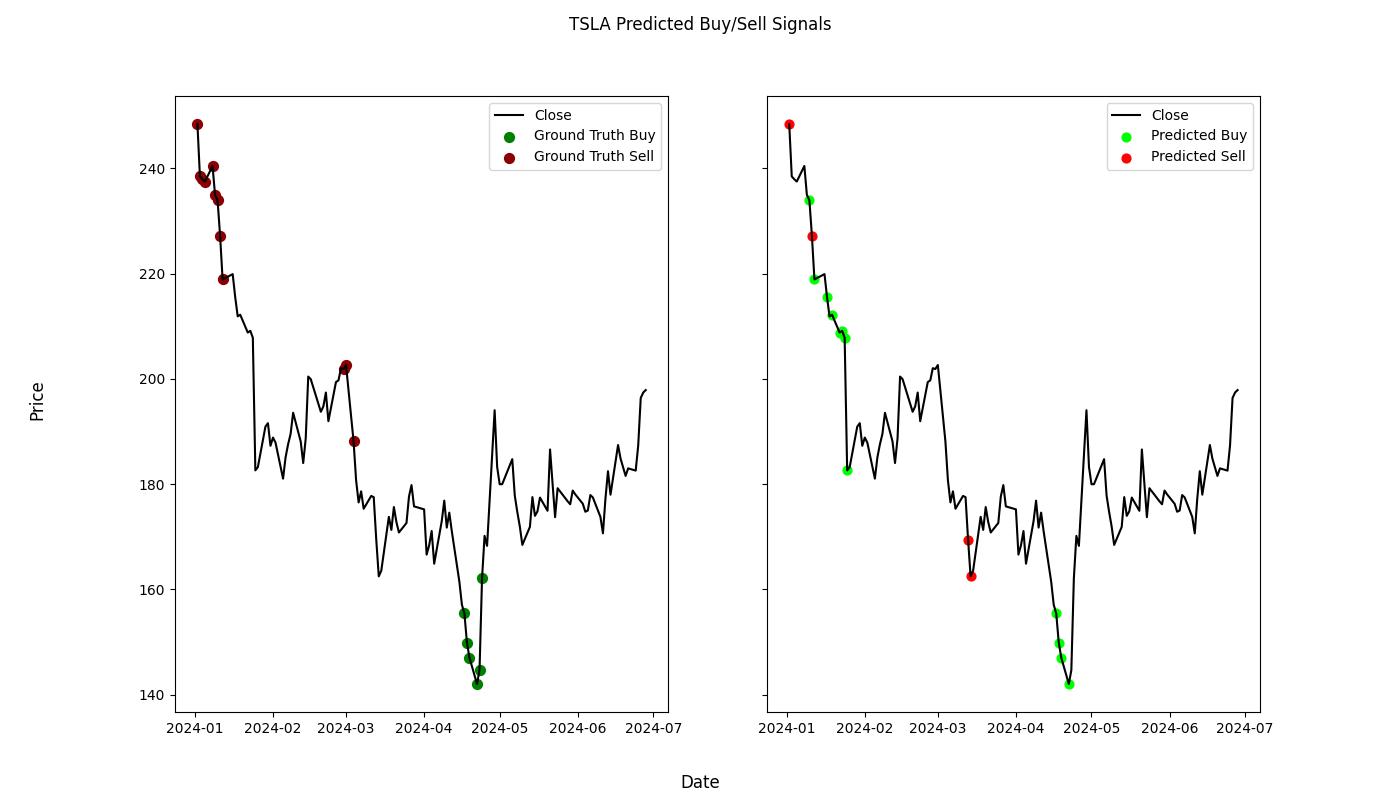 TSLA Predicted Buy/Sell Signals
Price
240
220
200
180
160
140
Close
Ground Truth Buy
Ground Truth Sell
2024-01 2024-02 2024-03 2024-04 2024-05 2024-06 2024-07
Close
Predicted Buy
Predicted Sell
2024-01 2024-02 2024-03 2024-04 2024-05 2024-06 2024-07
Date